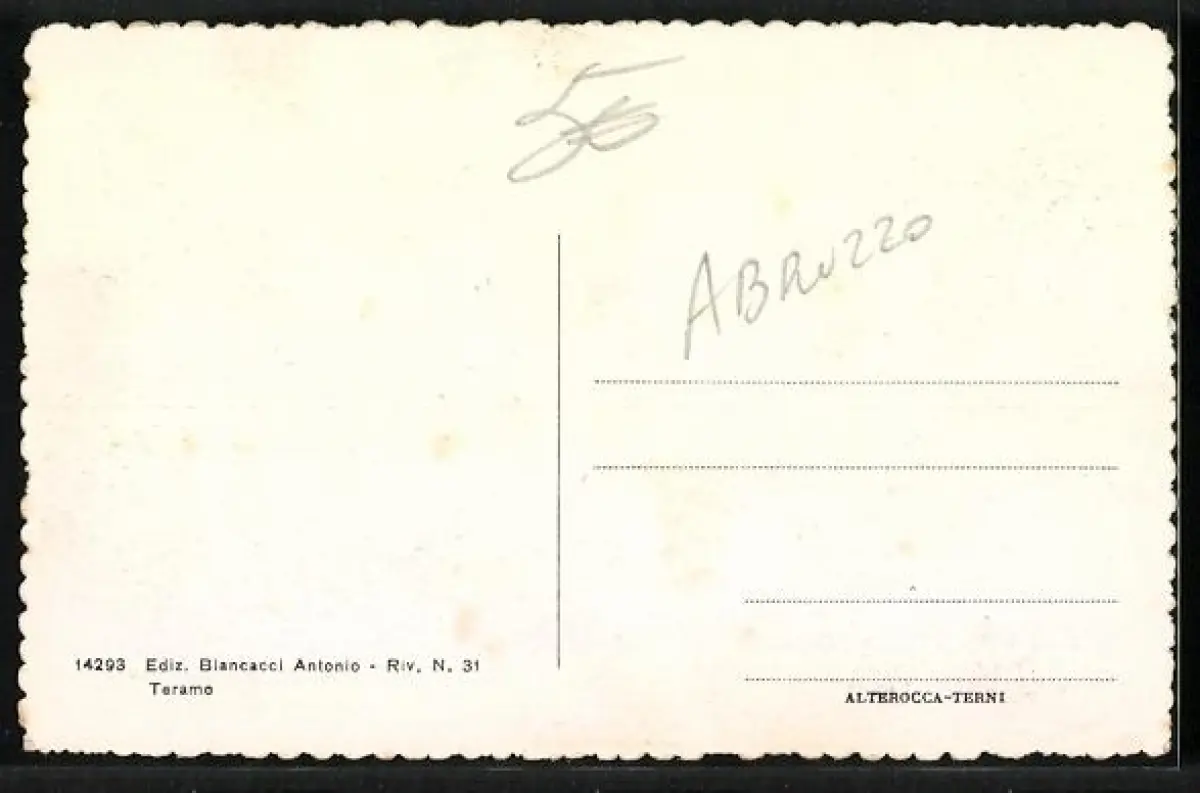 ABRUZZO
14293 Ediz. Biancacci Antonio - Riv. N. 31
Teramo
ALTEROCCA-TERNI